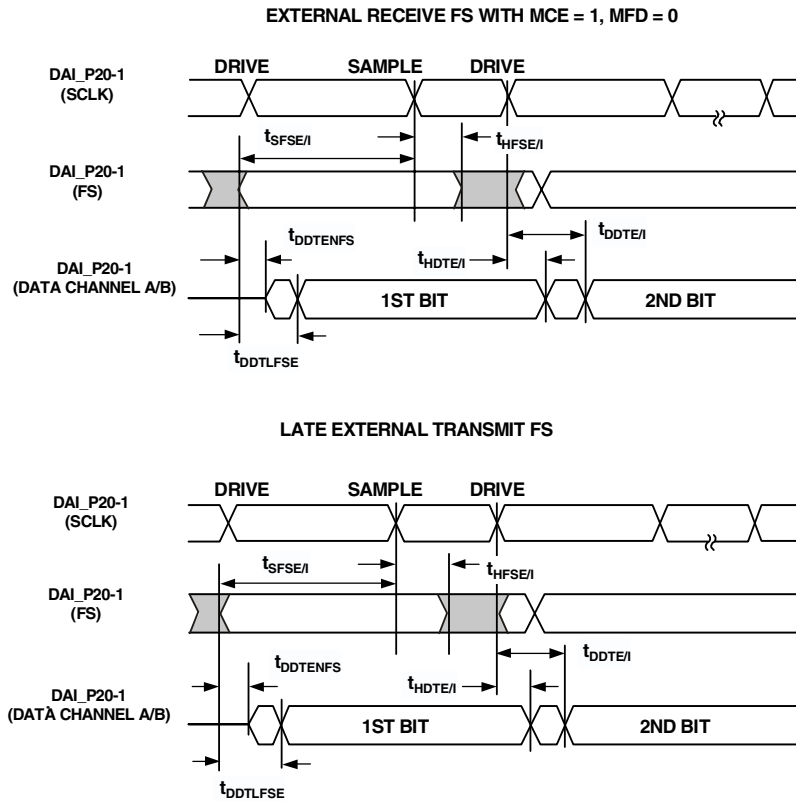 EXTERNAL RECEIVE FS WITH MCE = 1, MFD = 0
DAI_P20-1
(SCLK)
DRIVE SAMPLE DRIVE
tSFSE/I tHFSE/I
DAI_P20-1
(FS)
tDDTENFS tHDTE/I tDDTE/I
DAI_P20-1
(DATA CHANNEL A/B)
1ST BIT 2ND BIT
tDDTLFSE
LATE EXTERNAL TRANSMIT FS
DAI_P20-1
(SCLK)
DRIVE SAMPLE DRIVE
tSFSE/I tHFSE/I
DAI_P20-1
(FS)
tDDTENFS tHDTE/I tDDTE/I
DAI_P20-1
(DATA CHANNEL A/B)
1ST BIT 2ND BIT
tDDTLFSE